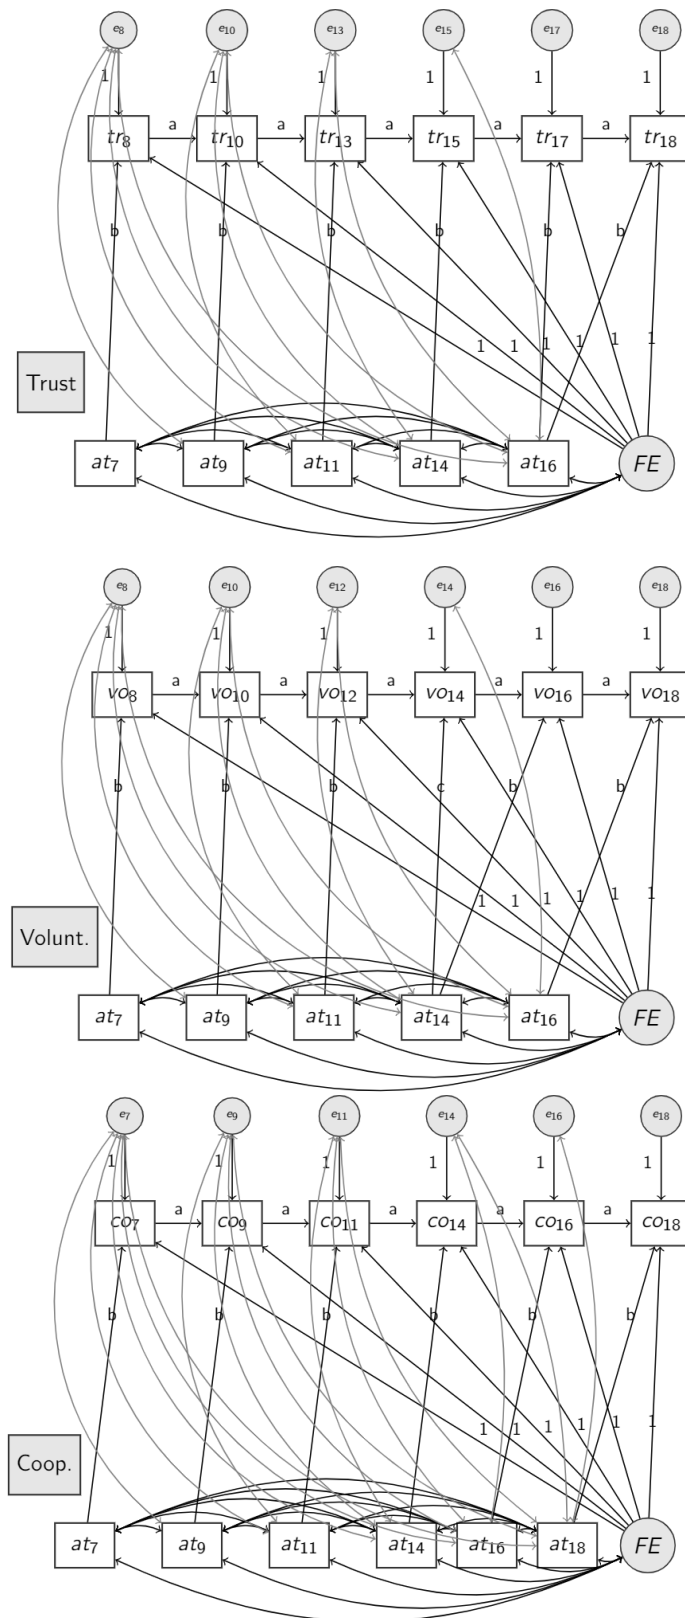 e8 e10 e13 e15 e17 e18
1 1 1 1 1 1
tr8 a tr10 a tr13 a tr15 a tr17 a tr18
b b b b b b
1 1 1 1 1 1
Trust
at7 at9 at11 at14 at16 FE
e8 e10 e12 e14 e16 e18
1 1 1 1 1 1
vo8 a vo10 a vo12 a vo14 a vo16 a vo18
b b b c b b
1 1 1 1 1 1
Volunt.
at7 at9 at11 at14 at16 FE
e7 e9 e11 e14 e16 e18
1 1 1 1 1 1
co7 a co9 a co11 a co14 a co16 a co18
b b b b b b
1 1 1 1 1 1
Coop.
at7 at9 at11 at14 at16 at18 FE